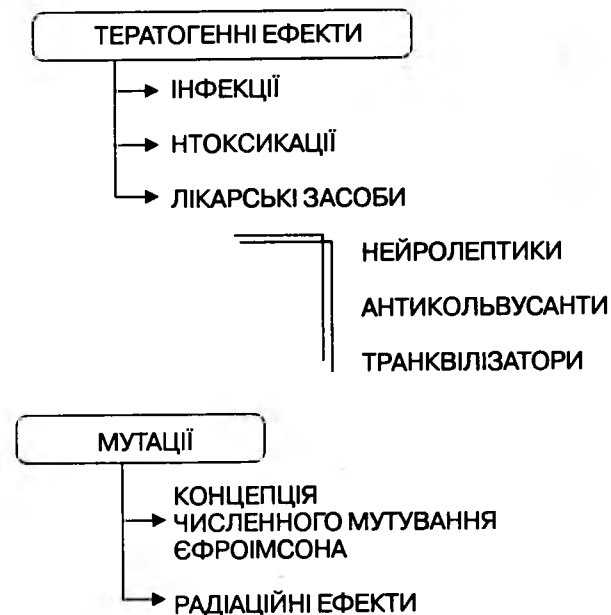 ТЕРАТОГЕННІ ЕФЕКТИ
ІНФЕКЦІЇ
НТОКСИКАЦІЇ
ЛІКАРСЬКІ ЗАСОБИ
НЕЙРОЛЕПТИКИ
АНТИКОЛЬВУСАНТИ
ТРАНКВІЛІЗАТОРИ
МУТАЦІЇ
КОНЦЕПЦІЯ
ЧИСЛЕННОГО МУТУВАННЯ
ЄФРОІМСОНА
РАДІАЦІЙНІ ЕФЕКТИ